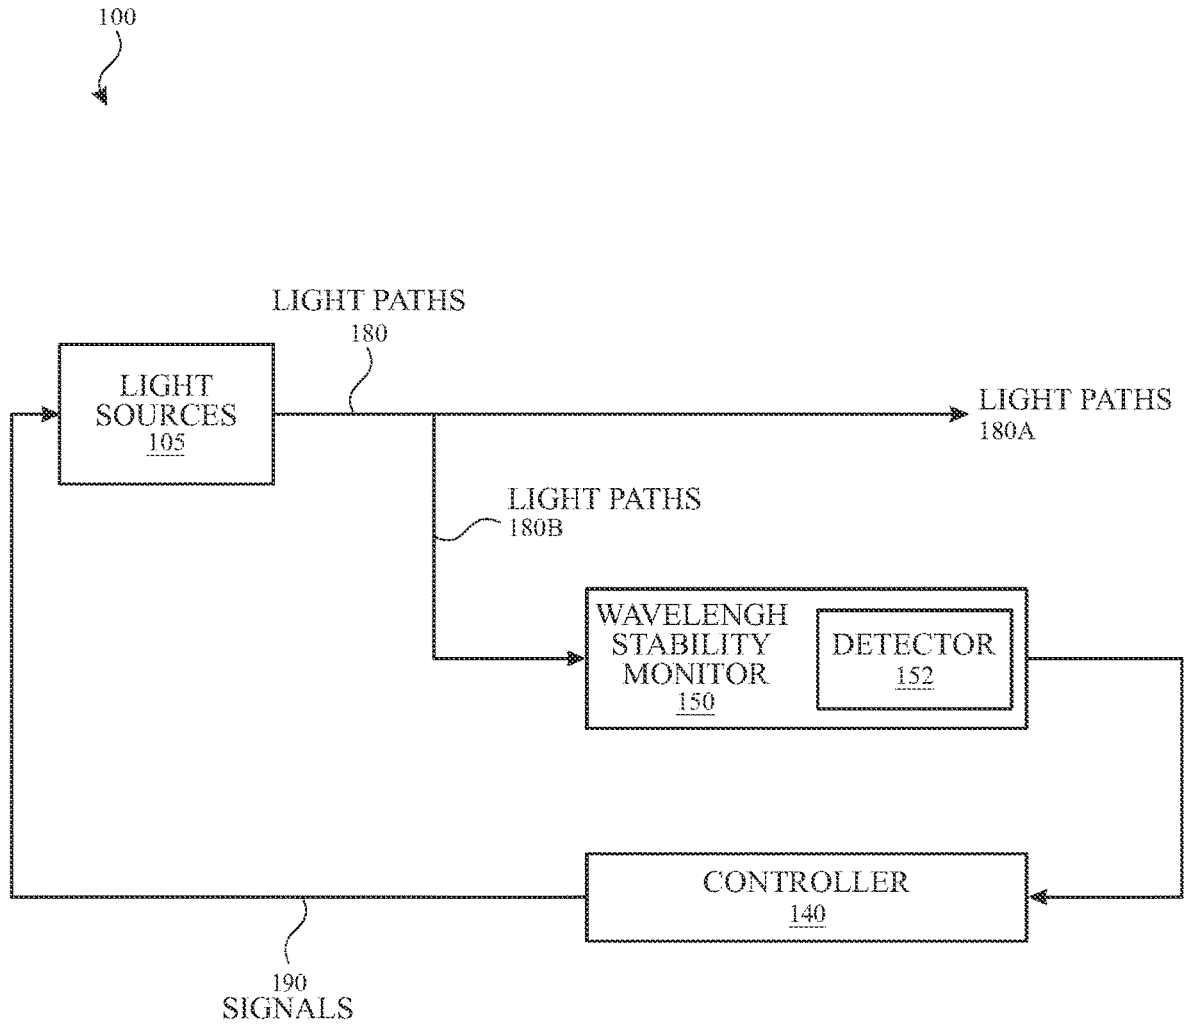 100
LIGHT PATHS
180
LIGHT
SOURCES
105
LIGHT PATHS
180A
LIGHT PATHS
180B
WAVELENGH
STABILITY
MONITOR
150
DETECTOR
152
CONTROLLER
140
190
SIGNALS